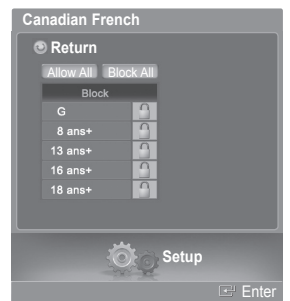 Canadian French
Return
Allow All Block All
Block
G
8 ans+
13 ans+
16 ans+
18 ans+
Setup
Enter